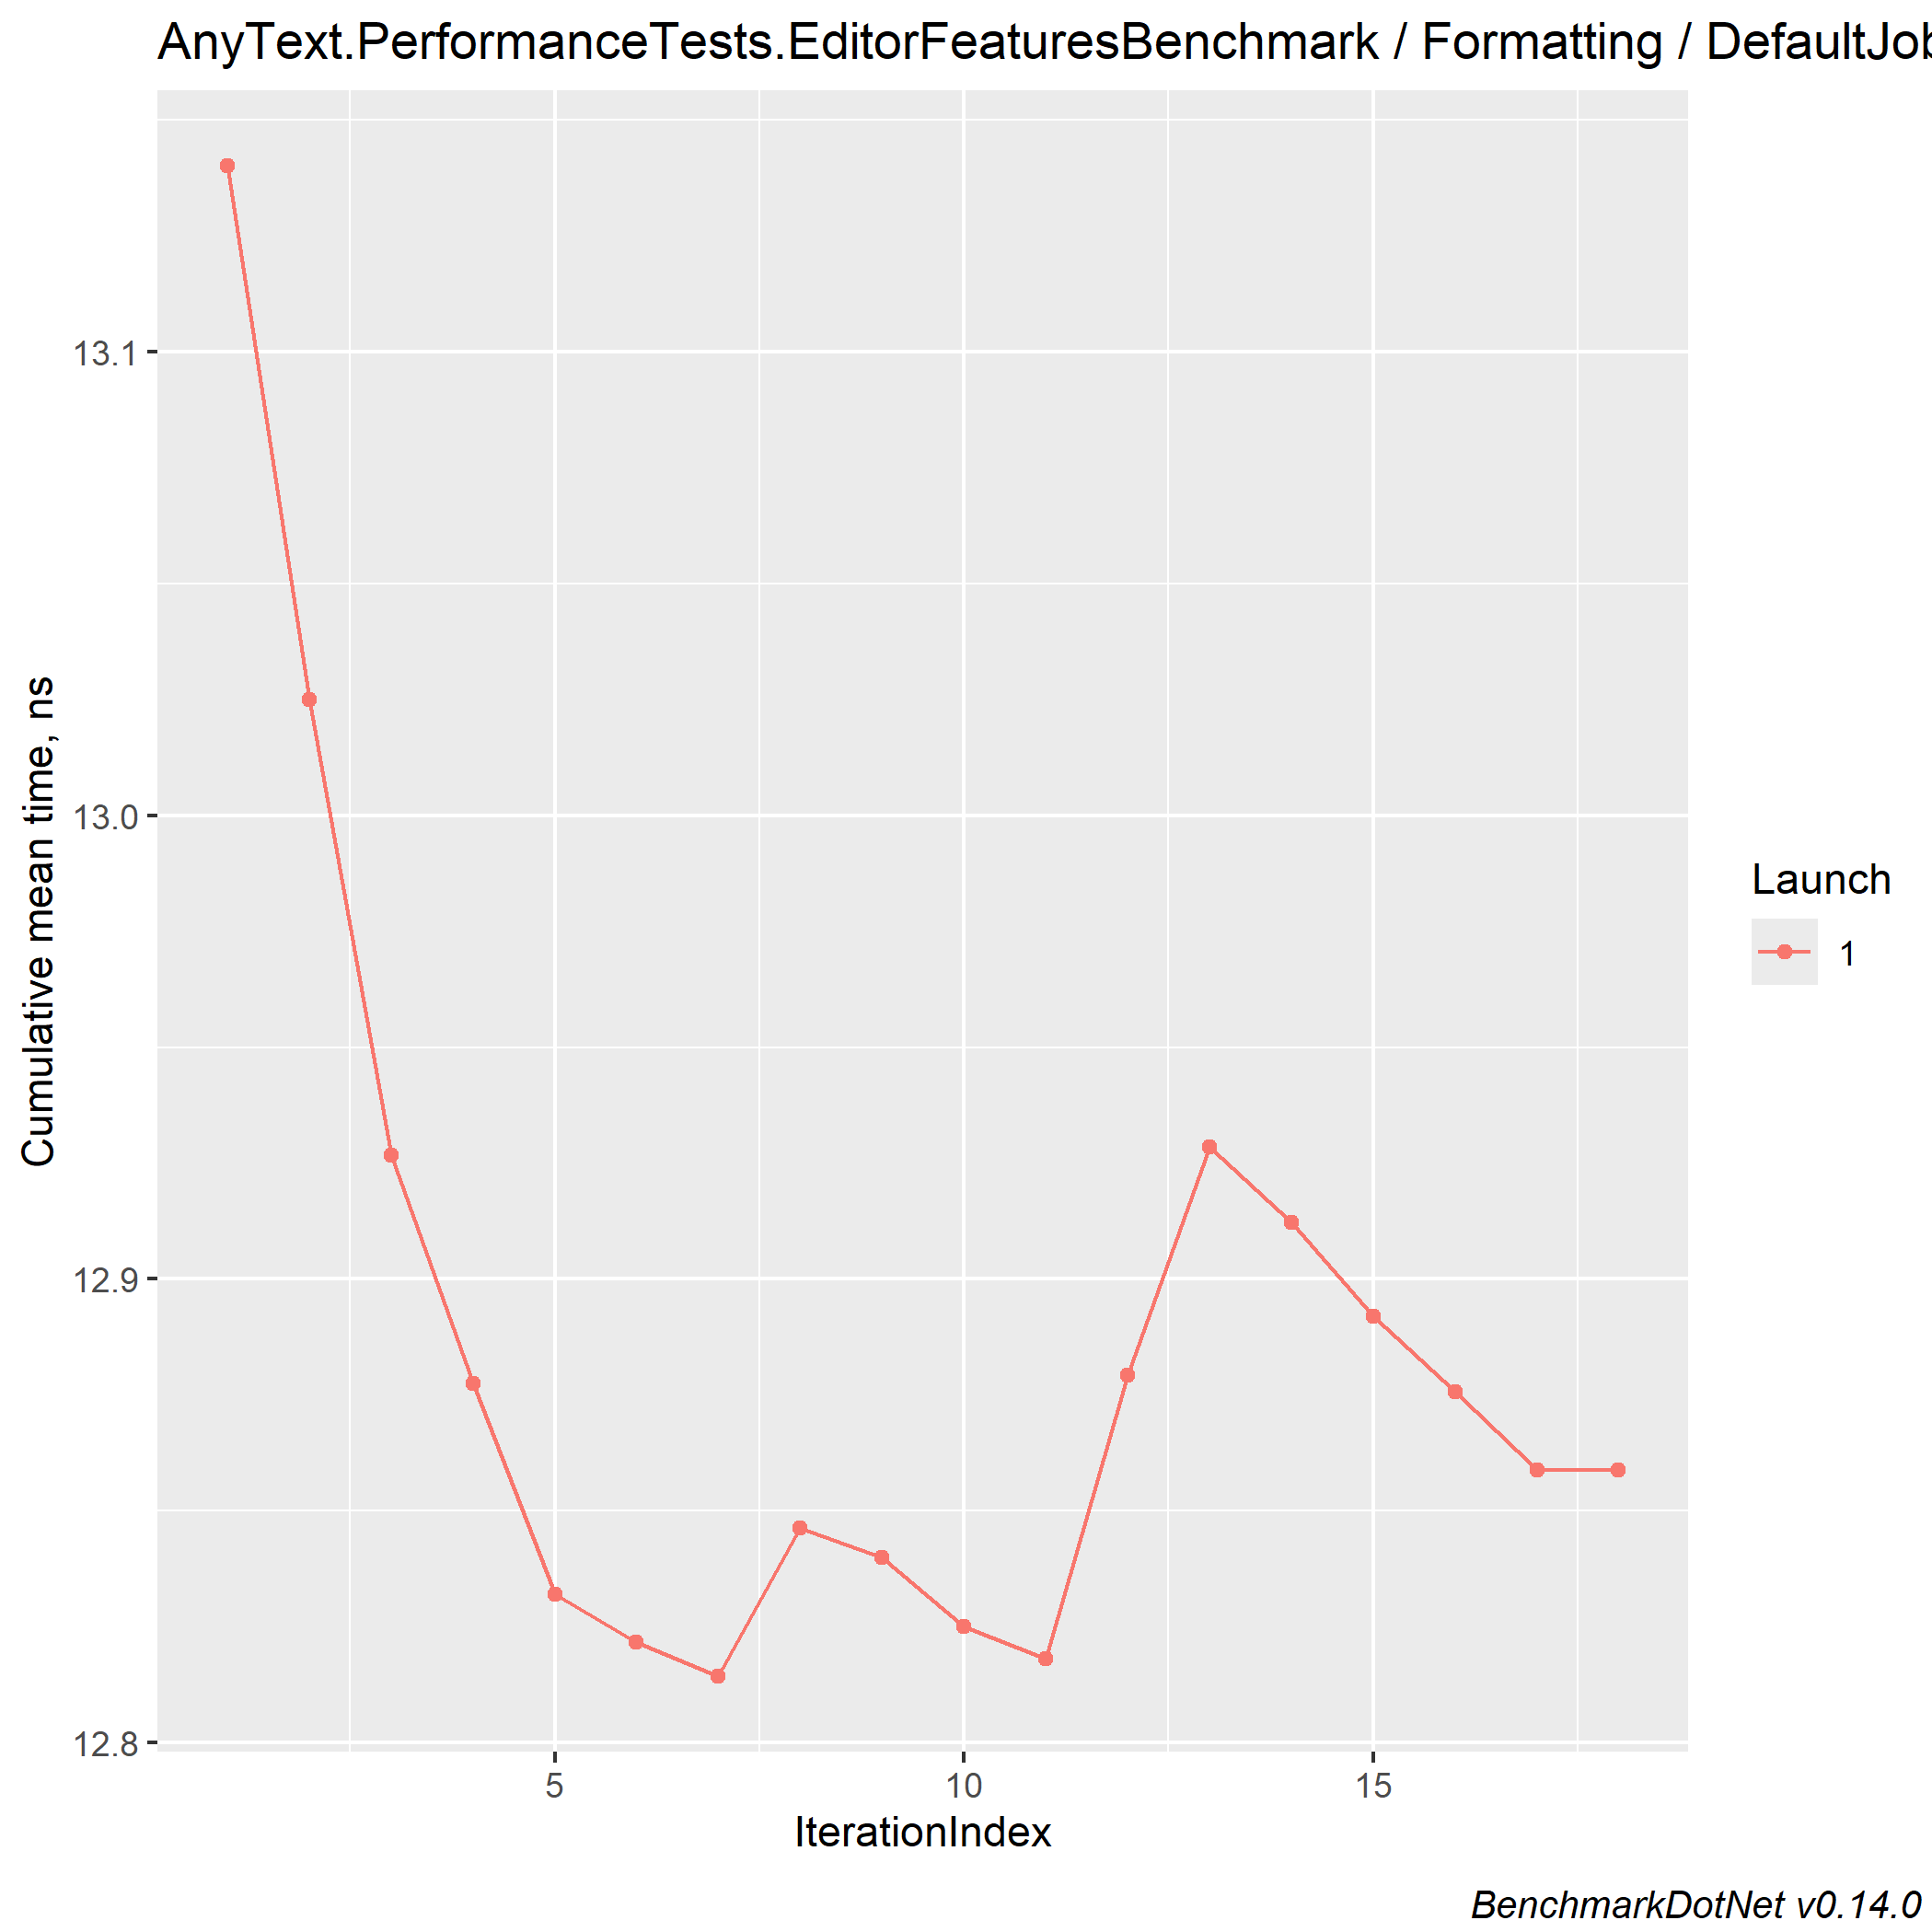 AnyText.PerformanceTests.EditorFeaturesBenchmark / Formatting / DefaultJob
Cumulative mean time, ns
13.1
13.0
12.9
12.8
5 10 15
IterationIndex
Launch
1
BenchmarkDotNet v0.14.0